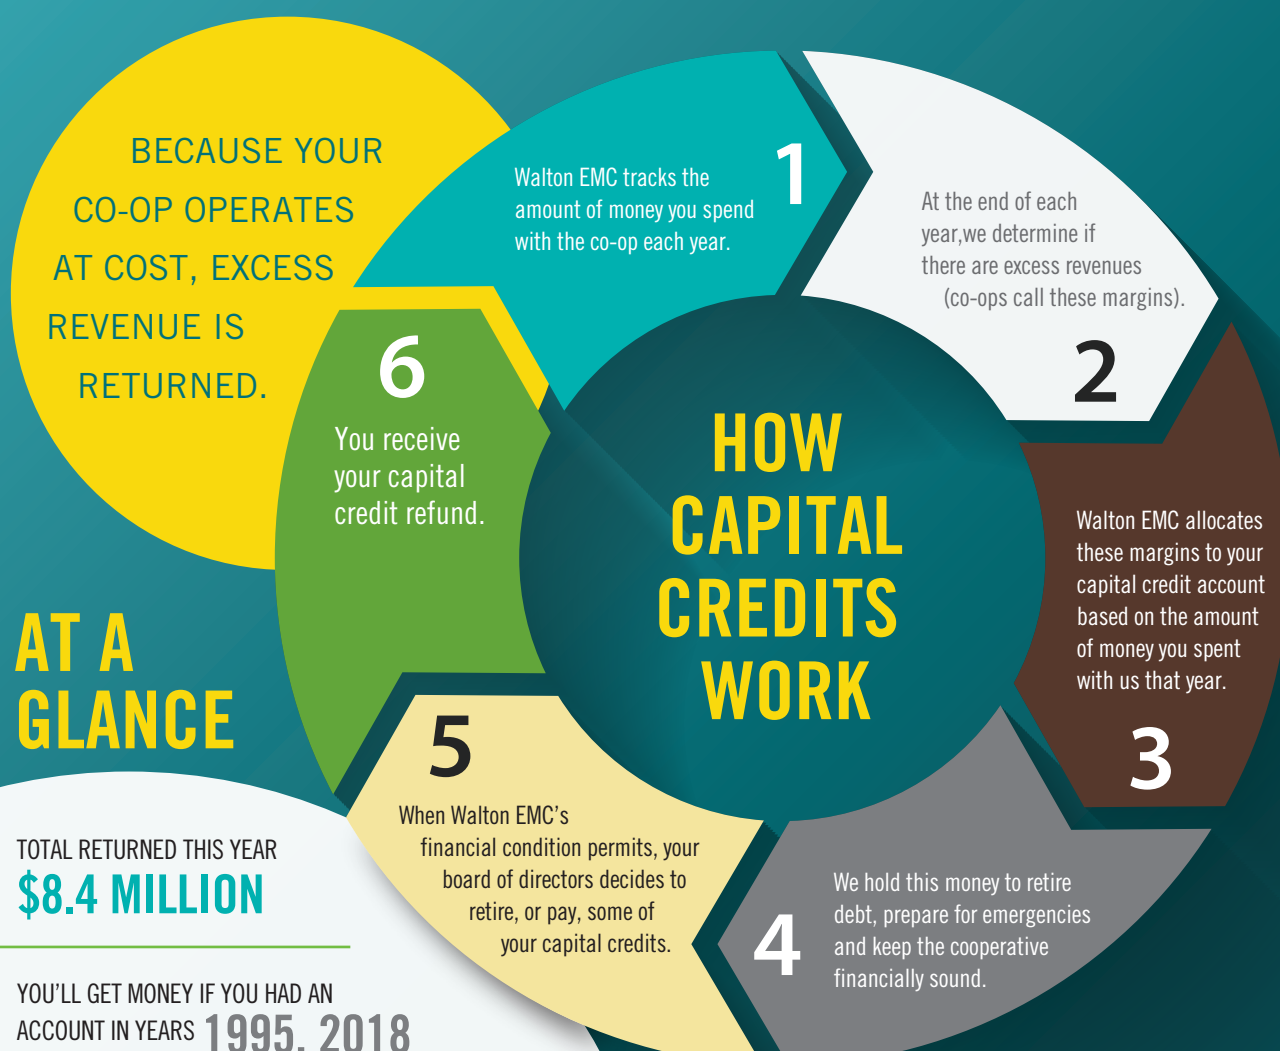 BECAUSE YOUR
CO-OP OPERATES
AT COST, EXCESS
REVENUE IS
RETURNED.
HOW
CAPITAL
CREDITS
WORK
1
Walton EMC tracks the
amount of money you spend
with the co-op each year.
At the end of each
year,we determine if
there are excess revenues
(co-ops call these margins).
2
Walton EMC allocates
these margins to your
capital credit account
based on the amount
of money you spent
with us that year.
3
We hold this money to retire
debt, prepare for emergencies
and keep the cooperative
financially sound.
4
5
When Walton EMC’s
financial condition permits, your
board of directors decides to
retire, or pay, some of
your capital credits.
6
You receive
your capital
credit refund.
AT A
GLANCE
TOTAL RETURNED THIS YEAR
$8.4 MILLION
YOU’LL GET MONEY IF YOU HAD AN
ACCOUNT IN YEARS 1995, 2018